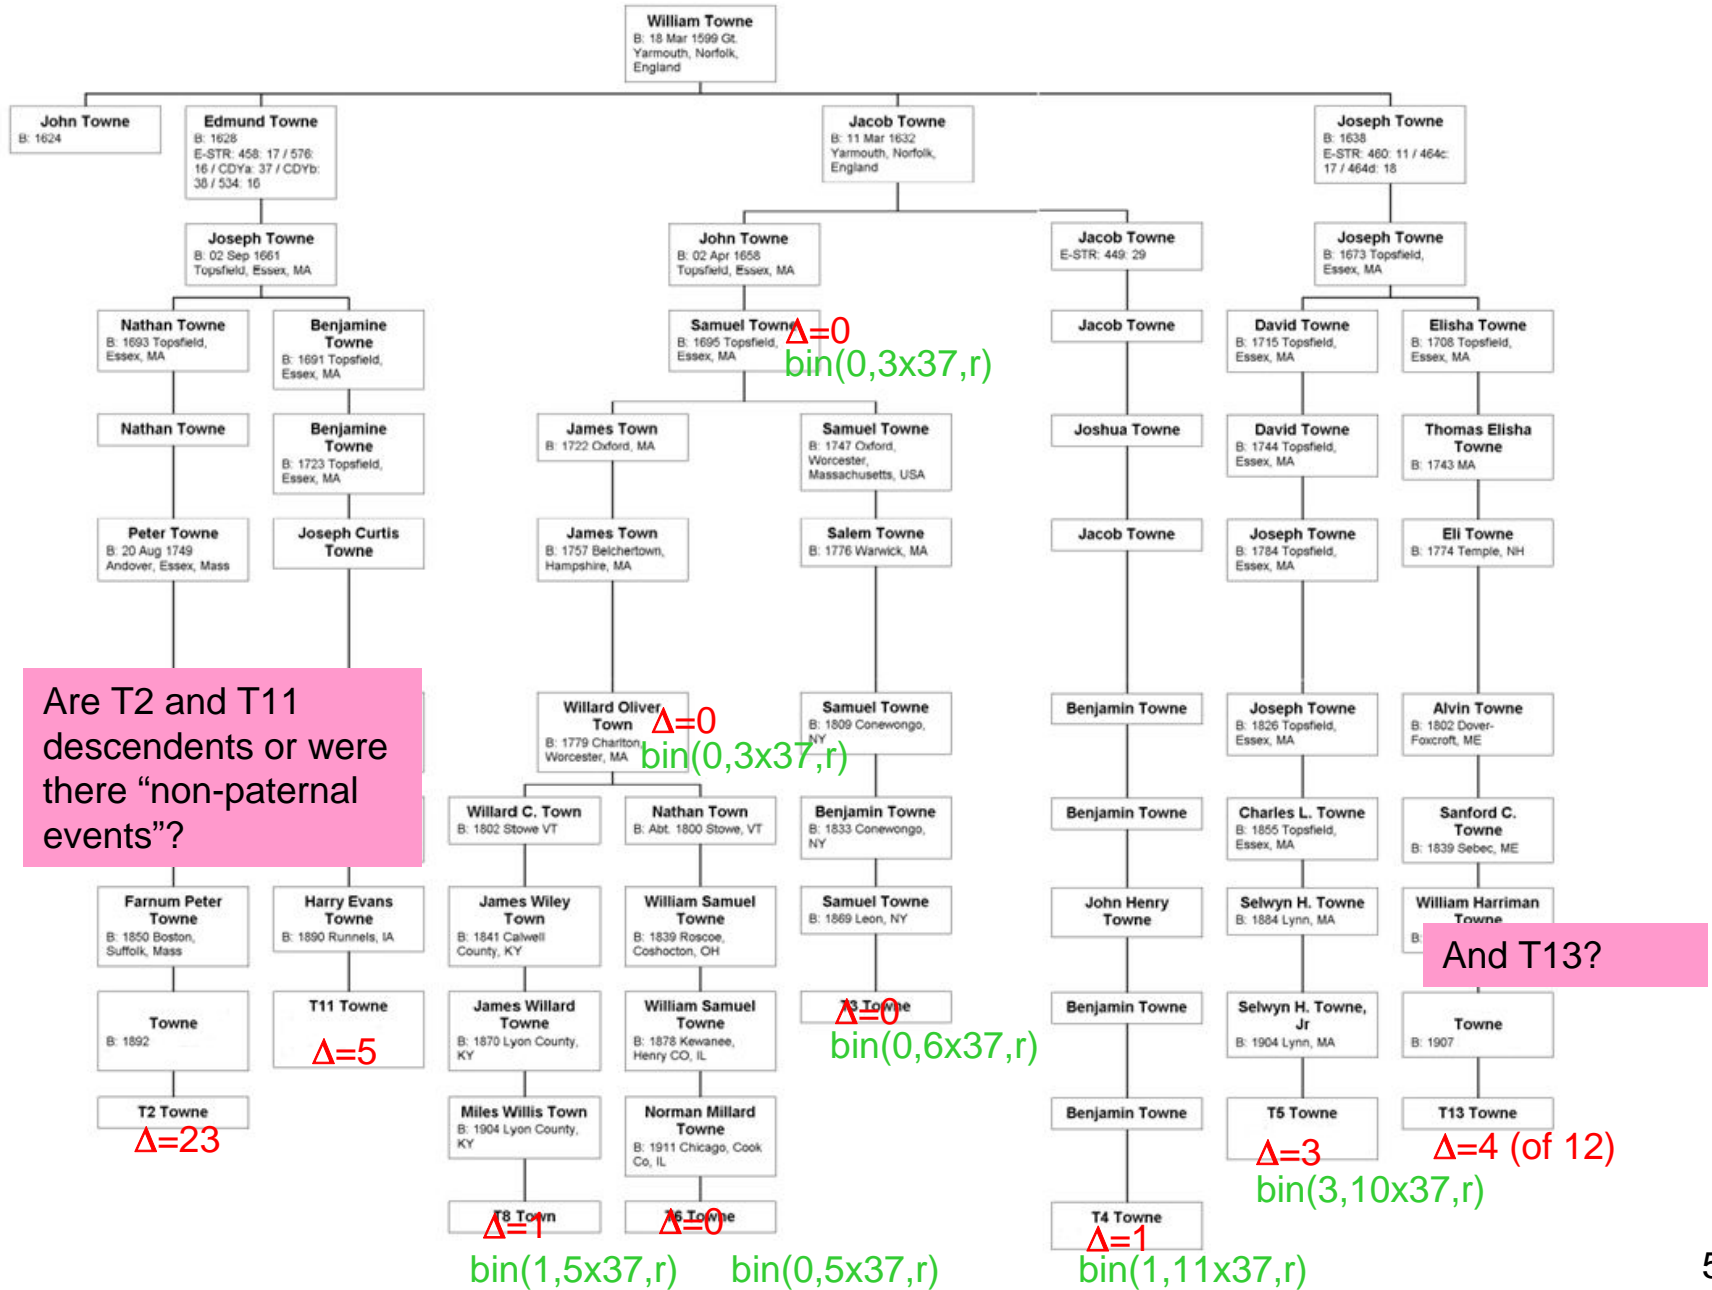 William Towne
B: 18 Mar 1599 Gt.
Yarmouth, Norfolk,
England
John Towne
B: 1624
Edmund Towne
B: 1628
E-STR: 458: 17 / 576:
16 / CDYa: 37 / CDYb:
38 / 534: 16
Jacob Towne
B: 11 Mar 1632
Yarmouth, Norfolk,
England
Joseph Towne
B: 1638
E-STR: 460: 11 / 464c:
17 / 464d: 18
Joseph Towne
B: 02 Sep 1661
Topsfield, Essex, MA
John Towne
B: 02 Apr 1658
Topsfield, Essex, MA
Jacob Towne
E-STR: 449: 29
Joseph Towne
B: 1673 Topsfield,
Essex, MA
Nathan Towne
B: 1693 Topsfield,
Essex, MA
Benjamine
Towne
B: 1691 Topsfield,
Essex, MA
Samuel Towne
B: 1695 Topsfield,
Essex, MA
Δ=0
bin(0,3x37,r)
Jacob Towne
David Towne
B: 1715 Topsfield,
Essex, MA
Elisha Towne
B: 1708 Topsfield,
Essex, MA
Nathan Towne
Benjamine
Towne
B: 1723 Topsfield,
Essex, MA
James Town
B: 1722 Oxford, MA
Samuel Towne
B: 1747 Oxford,
Worcester,
Massachusetts, USA
Joshua Towne
David Towne
B: 1744 Topsfield,
Essex, MA
Thomas Elisha
Towne
B: 1743 MA
Peter Towne
B: 20 Aug 1749
Andover, Essex, Mass
Joseph Curtis
Towne
James Town
B: 1757 Belchertown,
Hampshire, MA
Salem Towne
B: 1776 Warwick, MA
Jacob Towne
Joseph Towne
B: 1784 Topsfield,
Essex, MA
Eli Towne
B: 1774 Temple, NH
Are T2 and T11
descendents or were
there “non-paternal
events”?
Willard Oliver
Town
B: 1779 Charlton,
Worcester, MA
Δ=0
bin(0,3x37,r)
Samuel Towne
B: 1809 Conewongo,
NY
Benjamin Towne
Joseph Towne
B: 1826 Topsfield,
Essex, MA
Alvin Towne
B: 1802 Dover-
Foxcroft, ME
Willard C. Town
B: 1802 Stowe VT
Nathan Town
B: Abt. 1800 Stowe, VT
Benjamin Towne
B: 1833 Conewongo,
NY
Benjamin Towne
Charles L. Towne
B: 1855 Topsfield,
Essex, MA
Sanford C.
Towne
B: 1839 Sebec, ME
Farnum Peter
Towne
B: 1850 Boston,
Suffolk, Mass
Harry Evans
Towne
B: 1890 Runnels, IA
James Wiley
Town
B: 1841 Calwell
County, KY
William Samuel
Towne
B: 1839 Roscoe,
Coshocton, OH
Samuel Towne
B: 1869 Leon, NY
John Henry
Towne
Selwyn H. Towne
B: 1884 Lynn, MA
William Harriman
Towne
B:
And T13?
Towne
B: 1892
T11 Towne
Δ=5
James Willard
Towne
B: 1870 Lyon County,
KY
William Samuel
Towne
B: 1878 Kewanee,
Henry CO, IL
T3 Towne
Δ=0
bin(0,6x37,r)
Benjamin Towne
Selwyn H. Towne,
Jr
B: 1904 Lynn, MA
Towne
B: 1907
T2 Towne
Δ=23
Miles Willis Town
B: 1904 Lyon County,
KY
Norman Millard
Towne
B: 1911 Chicago, Cook
Co, IL
Benjamin Towne
T5 Towne
Δ=3
bin(3,10x37,r)
T13 Towne
Δ=4 (of 12)
T8 Town
Δ=1
bin(1,5x37,r)
T6 Towne
Δ=0
bin(0,5x37,r)
T4 Towne
Δ=1
bin(1,11x37,r)
5